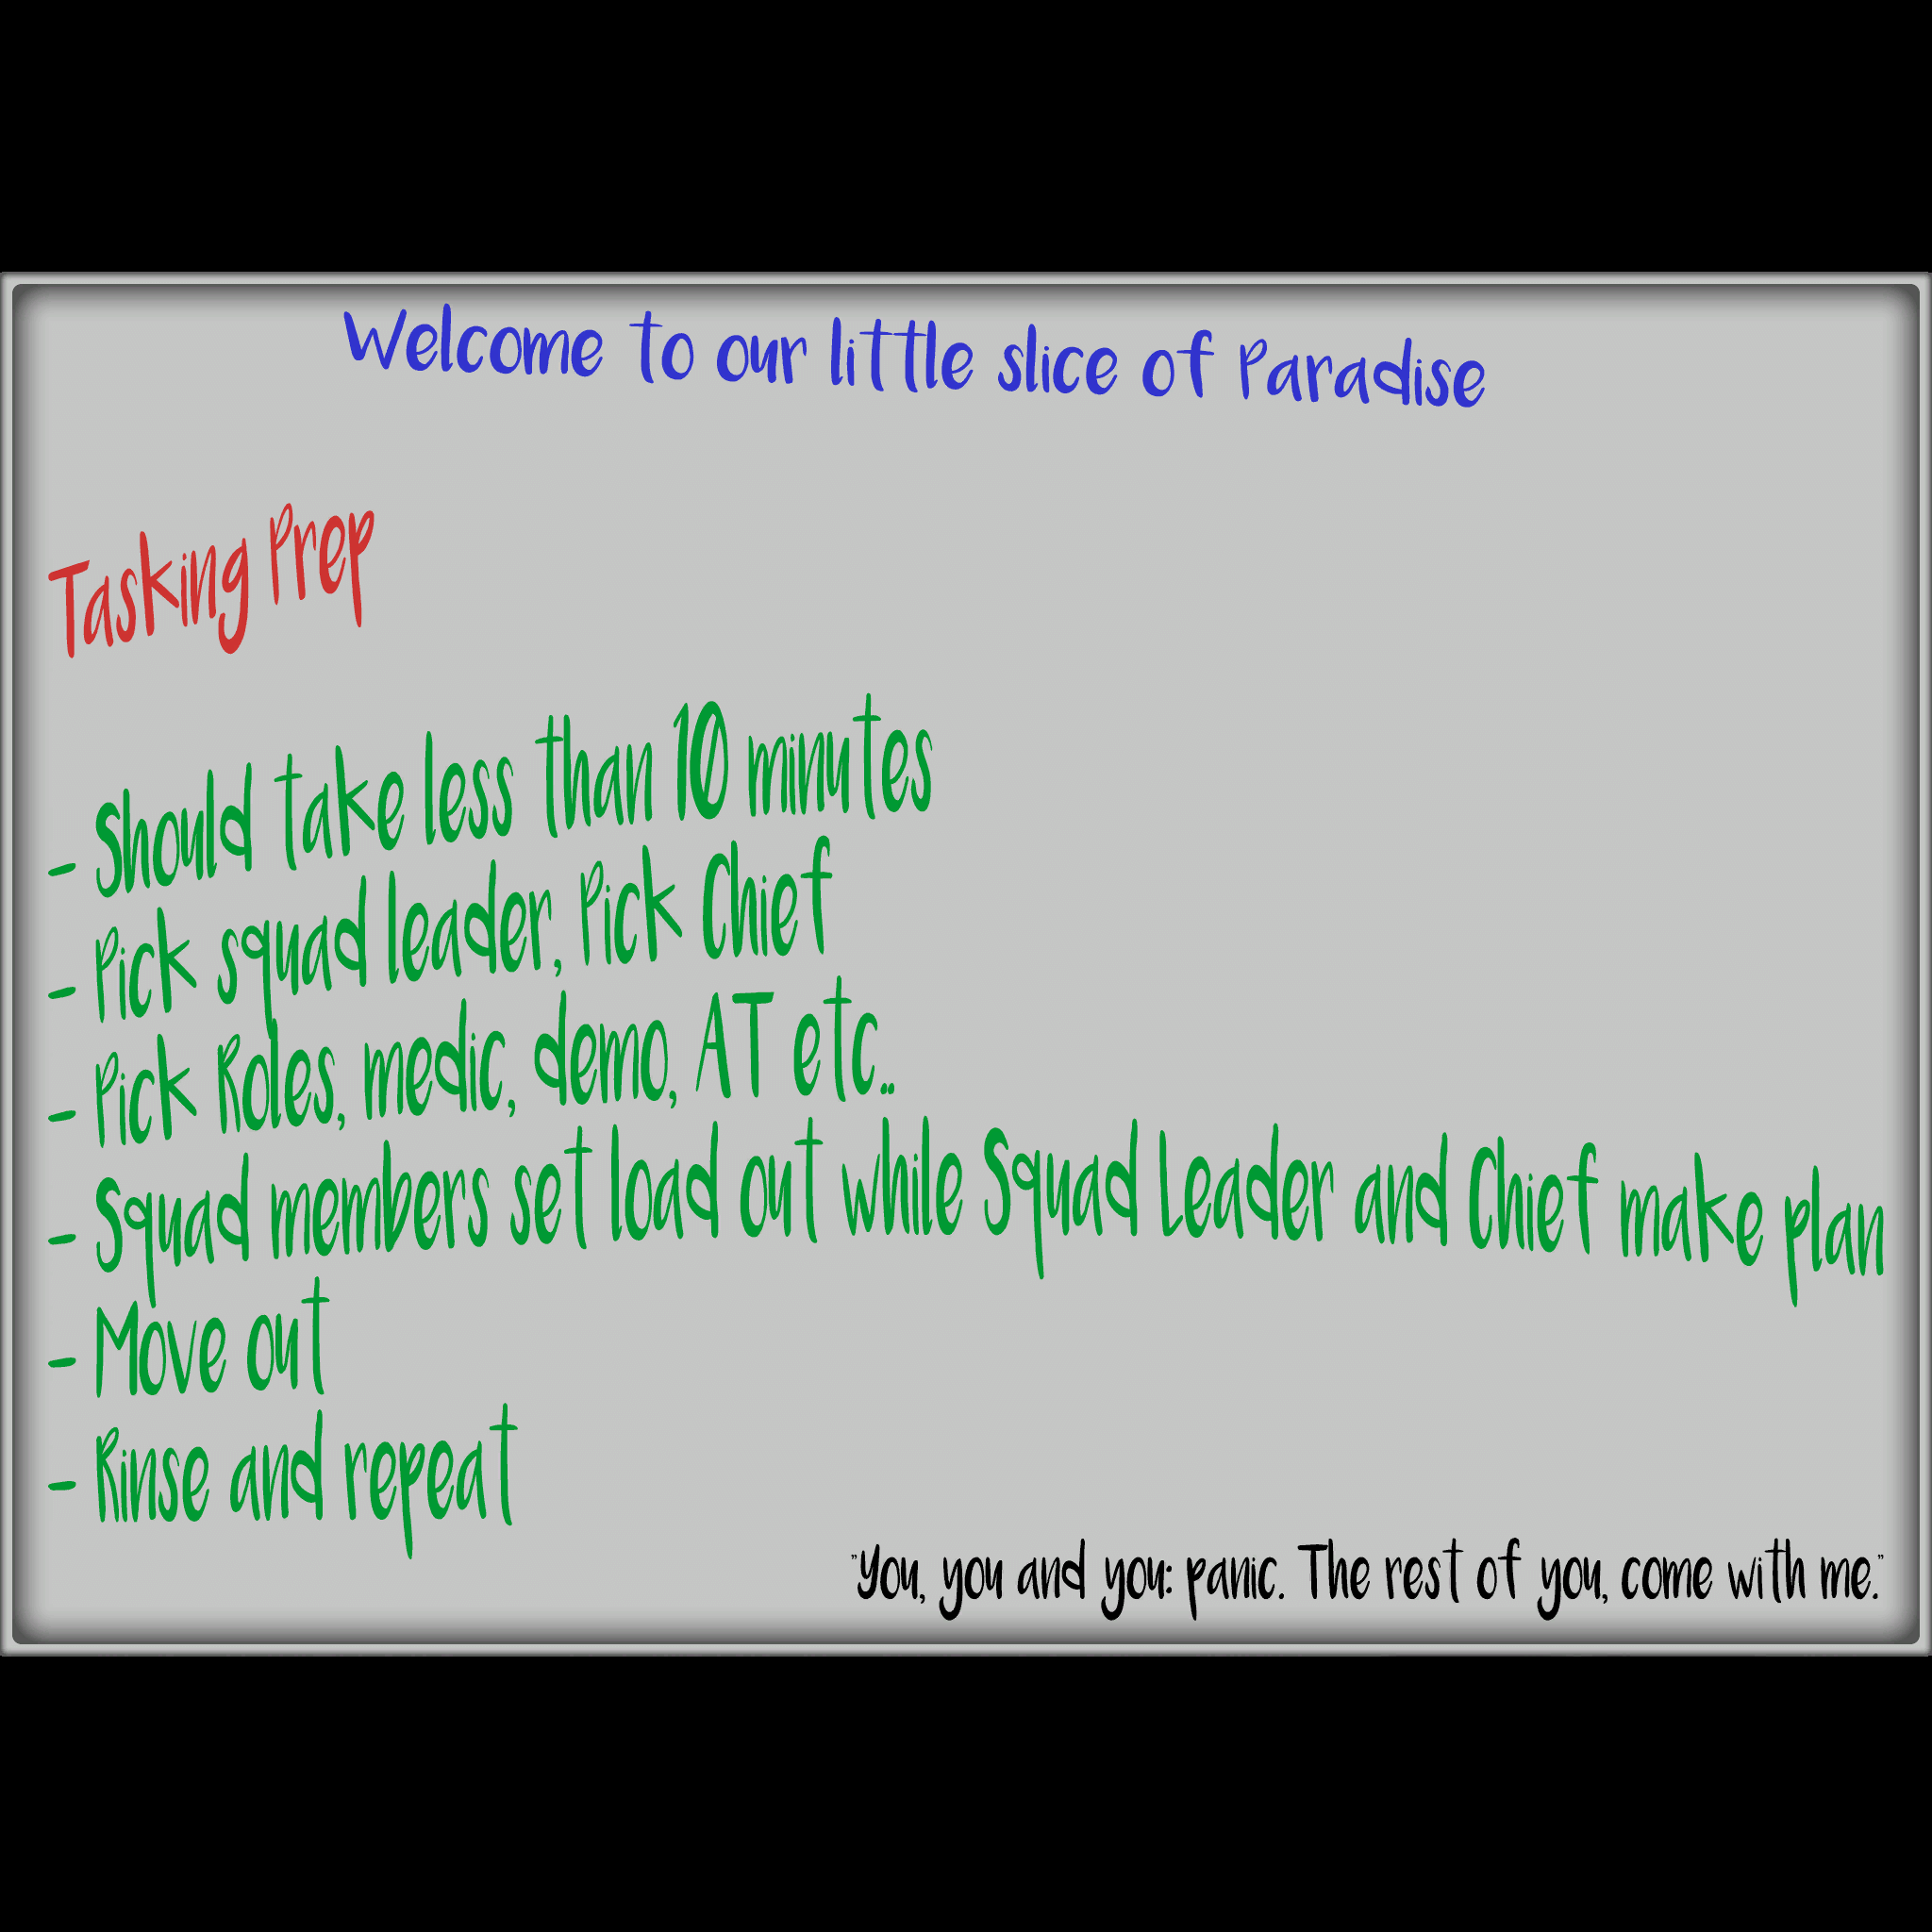 Welcome to our little slice of Paradise
Tasking Prep
- Should take less than 10 minutes
- Pick squad leader, Pick Chief
- Pick Roles, medic, demo, AT etc..
- Squad members set load out while Squad Leader and Chief make plan
- Move out
- Rinse and repeat
"You, you and you: panic. The rest of you, come with me."